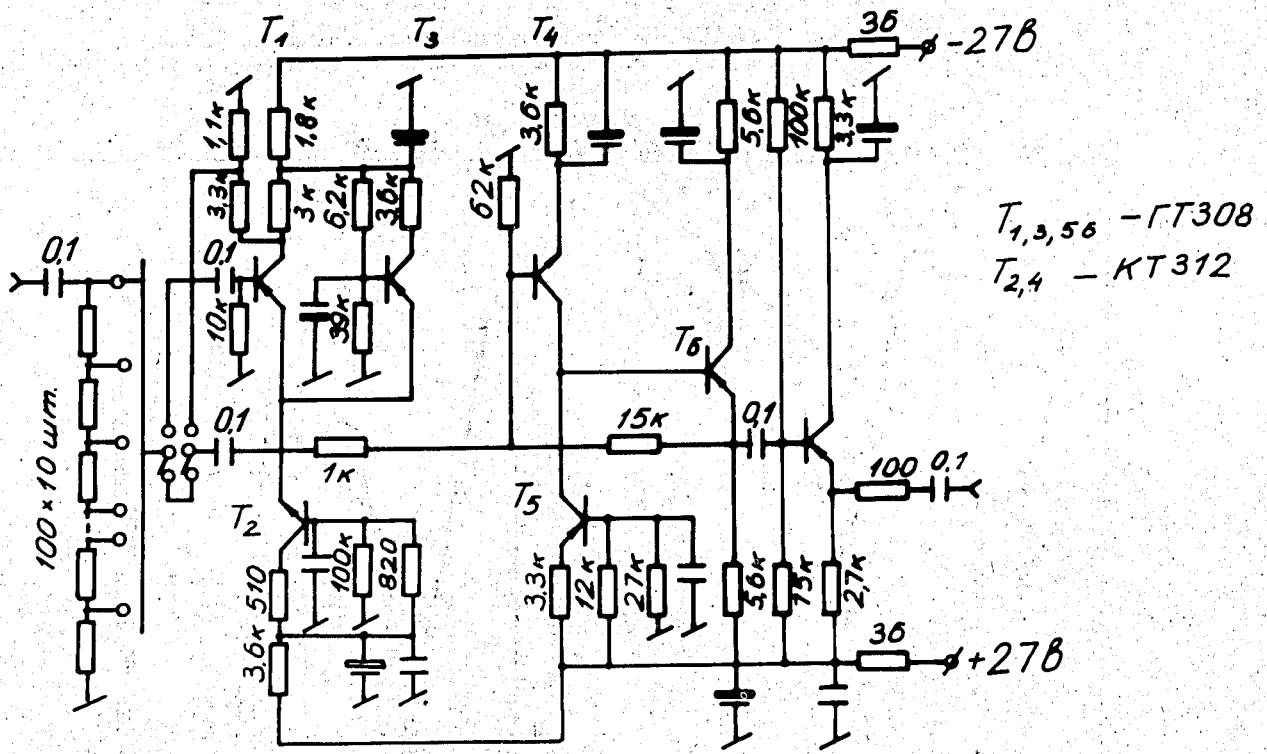 T1
T3
T4
36
-27в
1,1к
1,8к
3,6к
5,6к
100к
3,3к
3,3к
3к
6,2к
3,6к
62к
T1,3,5 6 – ГТ308
T2,4 – КТ312
0,1
0,1
10к
39к
T6
100 × 10 шт.
0,1
1к
15к
0,1
100
0,1
T2
T5
510
100к
820
3,3к
12к
27к
5,6к
15к
2,7к
3,6к
36
+27в